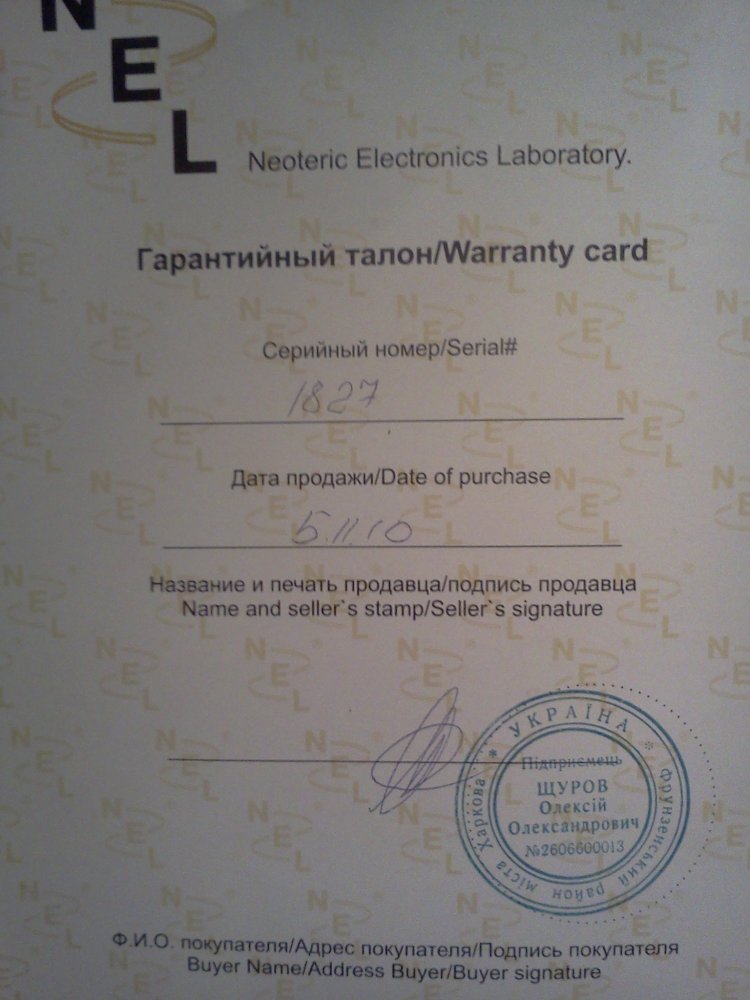 NEL
Neoteric Electronics Laboratory.
Гарантийный талон/Warranty card
Серийный номер/Serial#
1827
Дата продажи/Date of purchase
5.11.10
Название и печать продавца/подпись продавца
Name and seller`s stamp/Seller`s signature
* УКРАЇНА *
Фрунзенський район міста Харкова
Підприємець
ЩУРОВ
Олексій
Олександрович
№2606600013
Ф.И.О. покупателя/Адрес покупателя/Подпись покупателя
Buyer Name/Address Buyer/Buyer signature